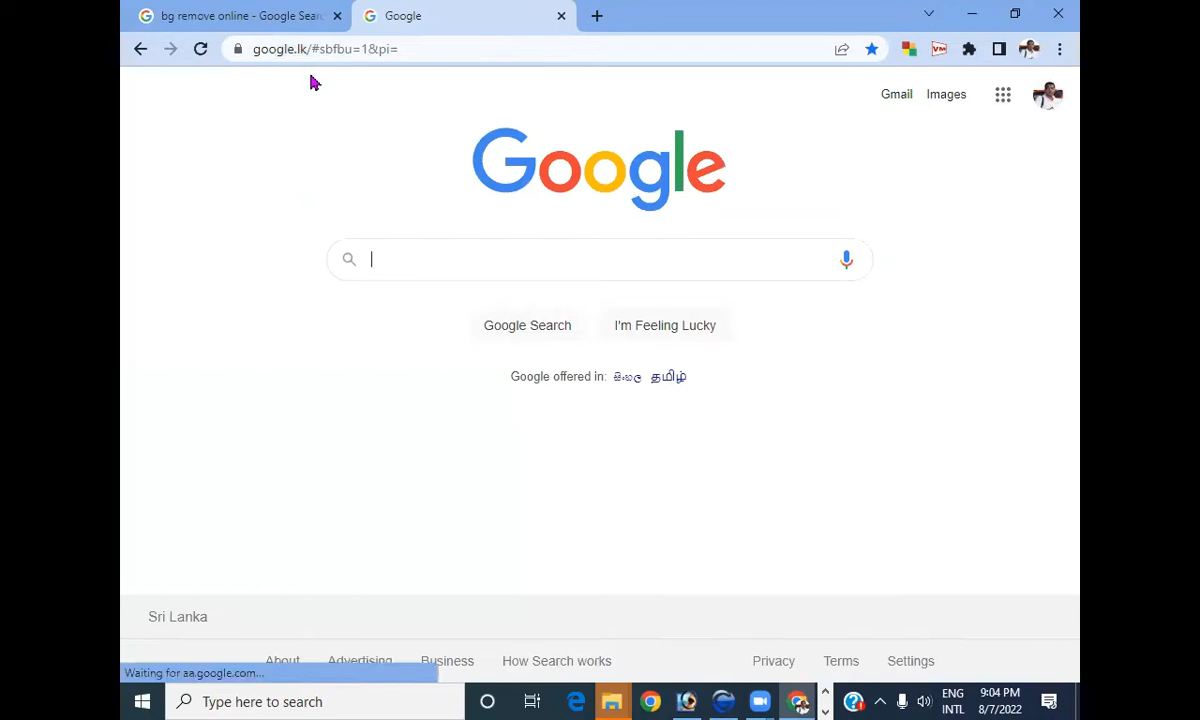 bg remove online - Google Sear
Google
google.lk/#sbfbu=1&pi=
VM
Gmail Images
Google
Google Search I'm Feeling Lucky
Google offered in: සිංහල தமிழ்
Sri Lanka
About Advertising Business How Search works Privacy Terms Settings
Waiting for aa.google.com...
Type here to search
ENG
INTL
9:04 PM
8/7/2022